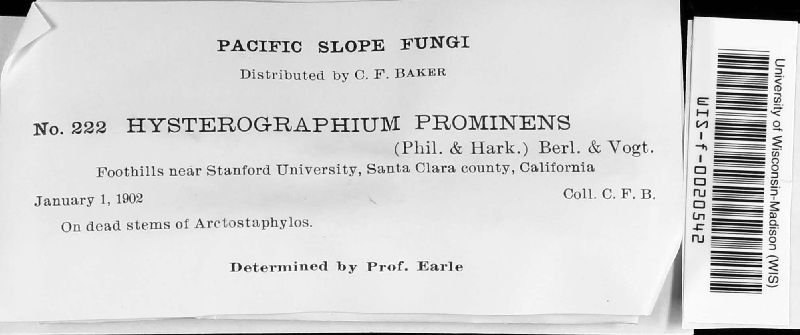 PACIFIC SLOPE FUNGI
Distributed by C. F. BAKER
No. 222 HYSTEROGRAPHIUM PROMINENS
(Phil. & Hark.) Berl. & Vogt.
Foothills near Stanford University, Santa Clara county, California
January 1, 1902 Coll. C. F. B.
On dead stems of Arctostaphylos.
Determined by Prof. Earle
University of Wisconsin-Madison (WIS)
WIS-f-0020542